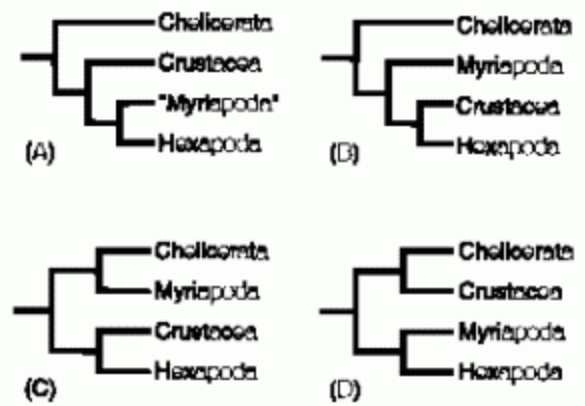 Chelicerata
Crustacea
"Myriapoda"
Hexapoda
(A)
Chelicerata
Myriapoda
Crustacea
Hexapoda
(B)
Chelicerata
Myriapoda
Crustacea
Hexapoda
(C)
Chelicerata
Crustacea
Myriapoda
Hexapoda
(D)